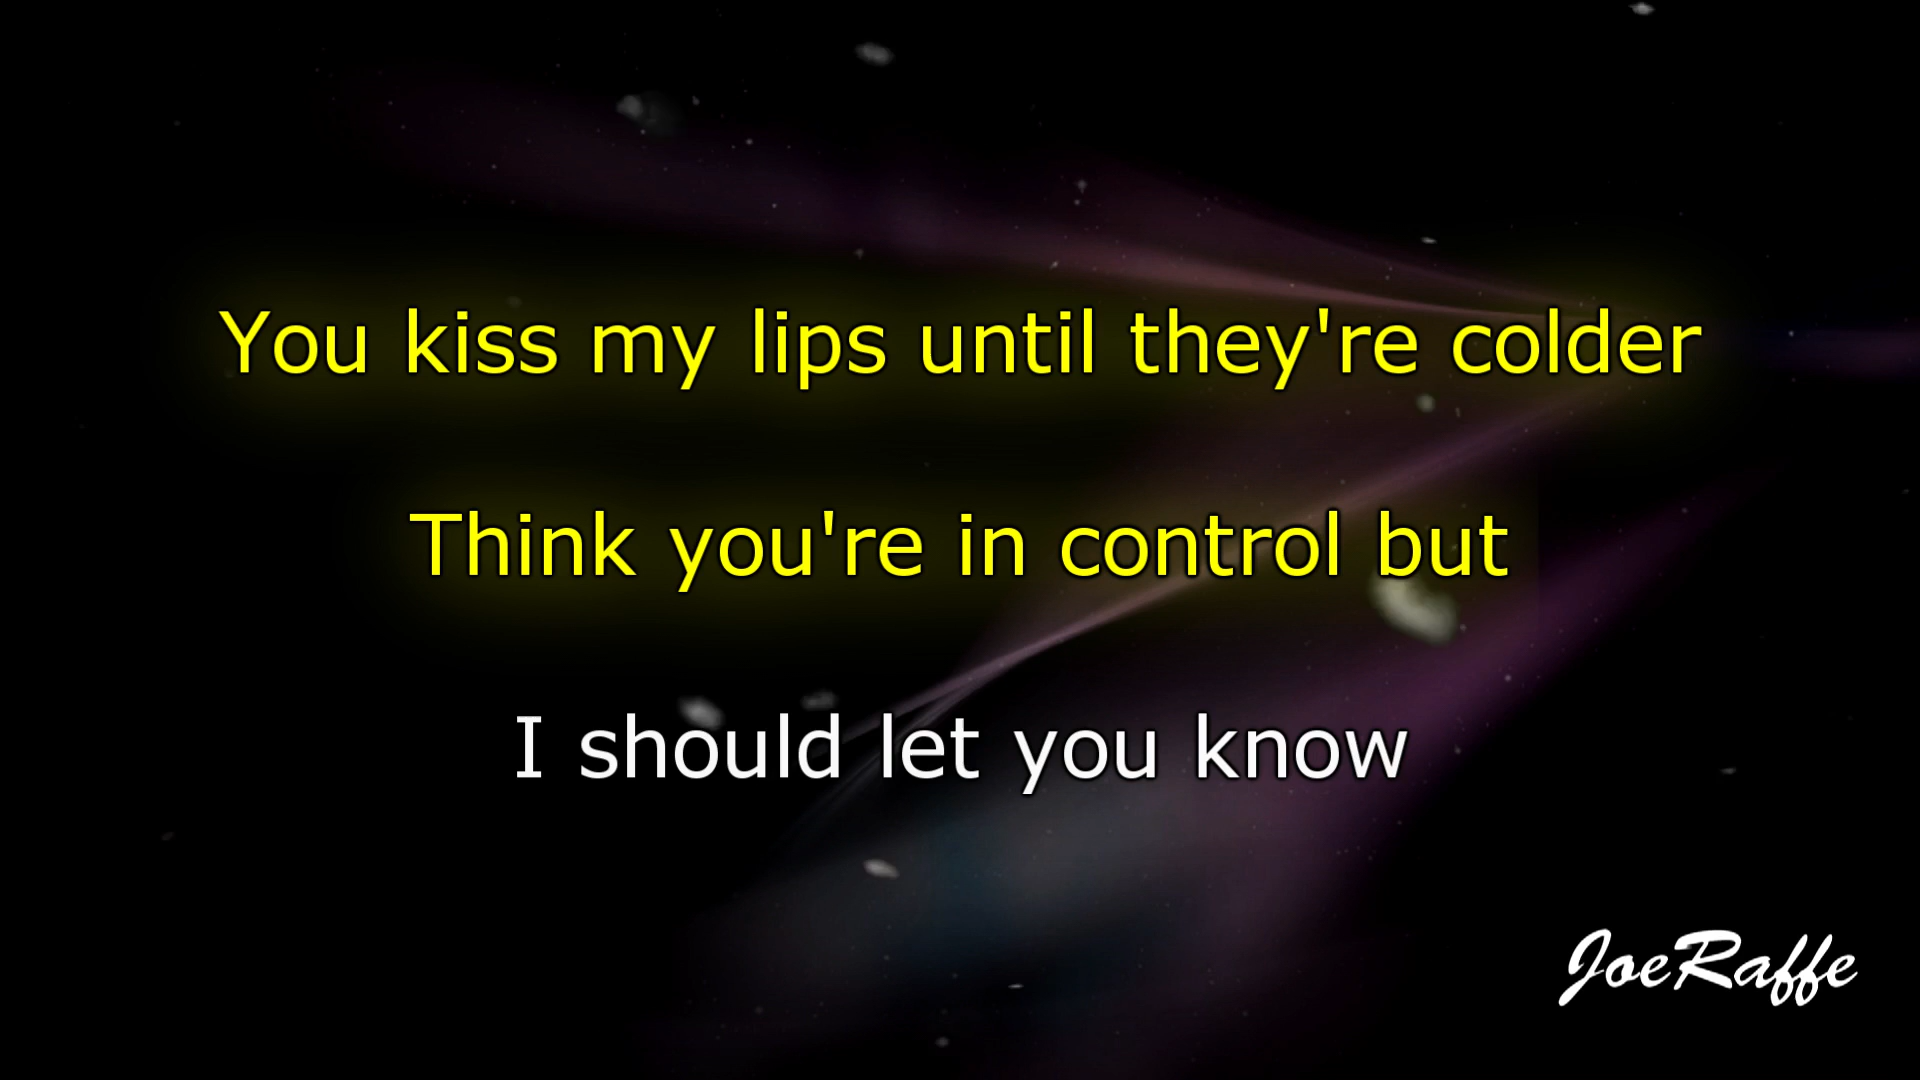 You kiss my lips until they're colder
Think you're in control but
I should let you know
JoeRaffe